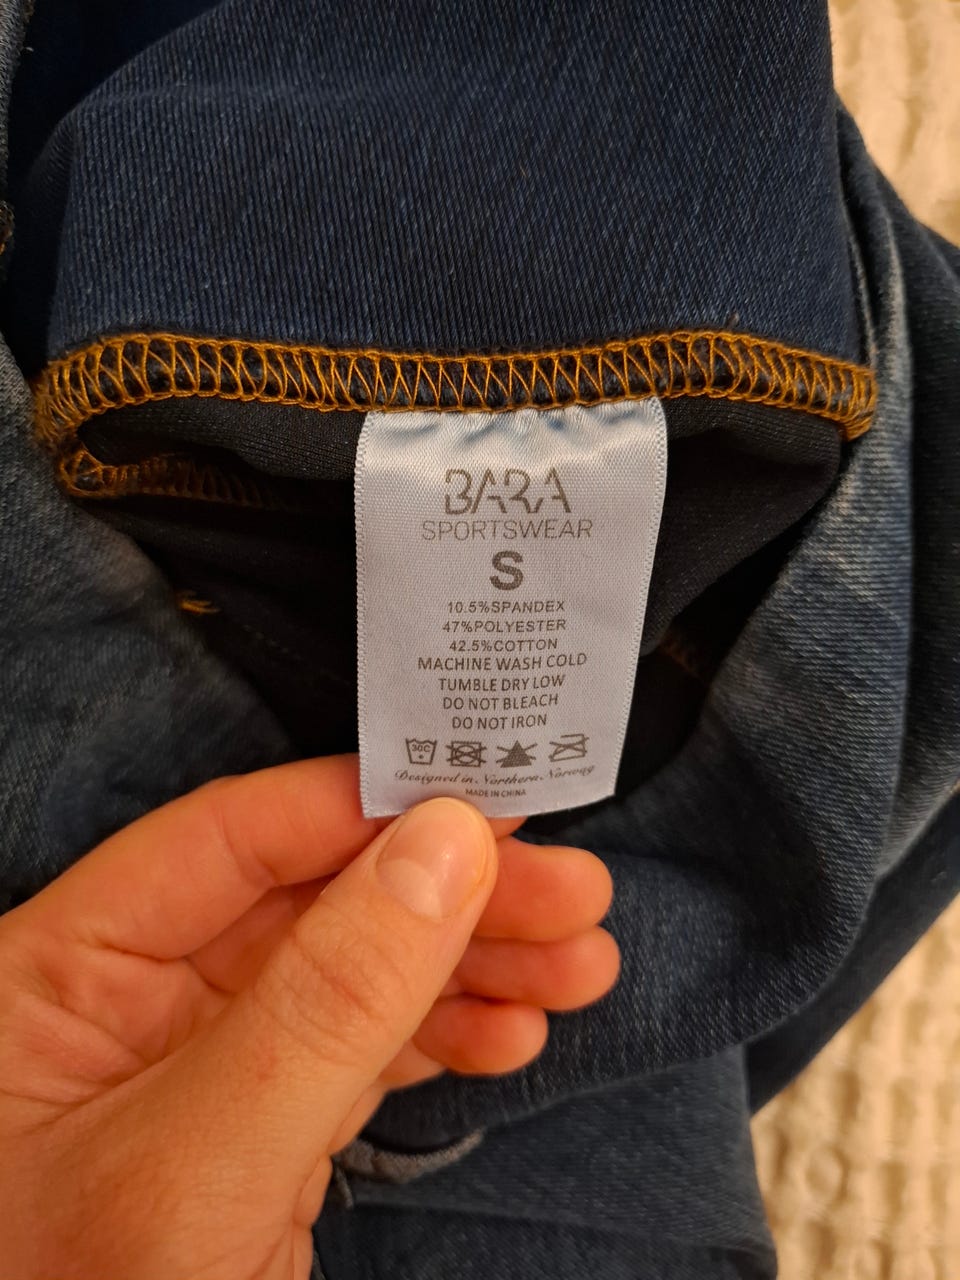 BARA
SPORTSWEAR
S
10.5%SPANDEX
47%POLYESTER
42.5%COTTON
MACHINE WASH COLD
TUMBLE DRY LOW
DO NOT BLEACH
DO NOT IRON
30C
Designed in Northern Norway
MADE IN CHINA